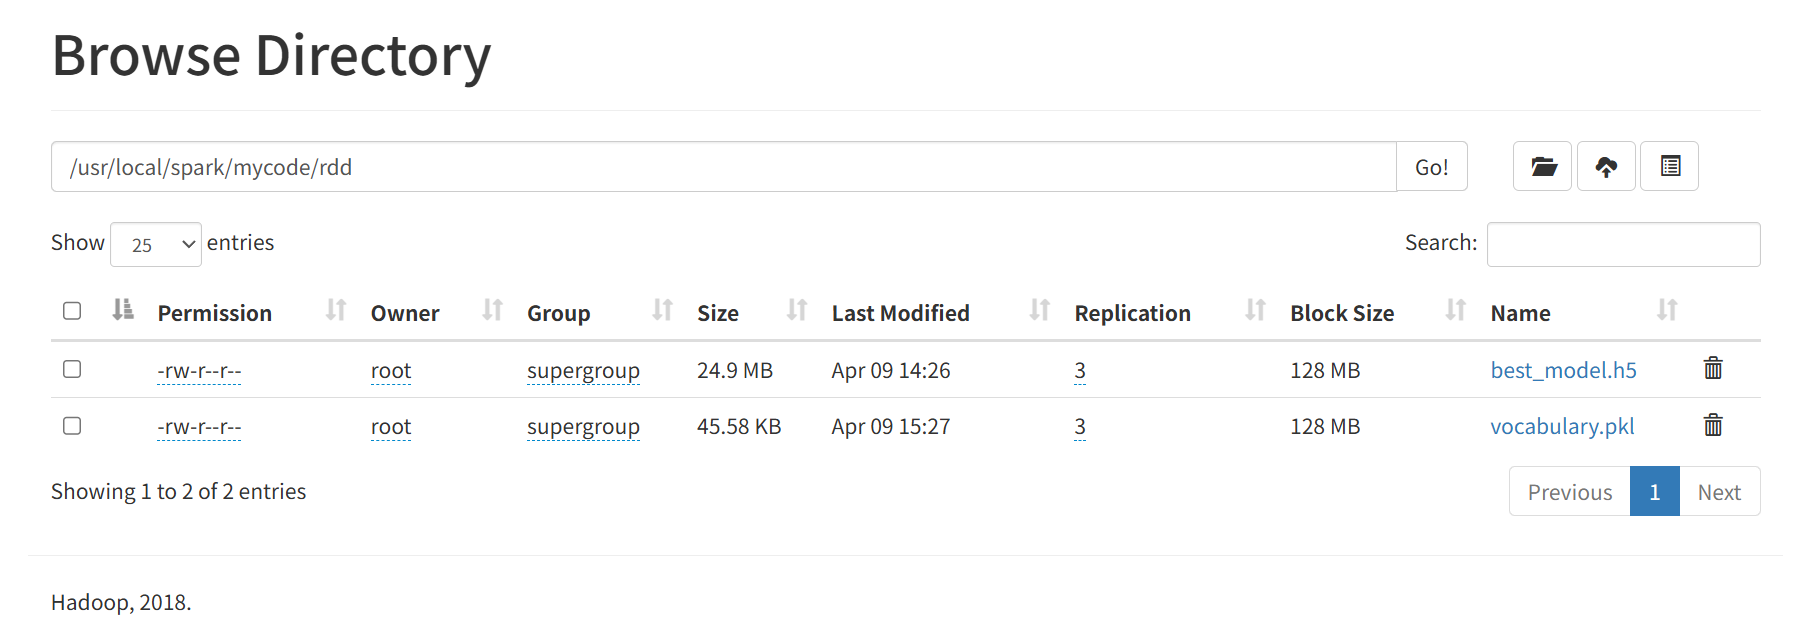 Browse Directory
/usr/local/spark/mycode/rdd Go!
Show 25 entries Search:
Permission Owner Group Size Last Modified Replication Block Size Name
-rw-r--r-- root supergroup 24.9 MB Apr 09 14:26 3 128 MB best_model.h5
-rw-r--r-- root supergroup 45.58 KB Apr 09 15:27 3 128 MB vocabulary.pkl
Showing 1 to 2 of 2 entries Previous 1 Next
Hadoop, 2018.